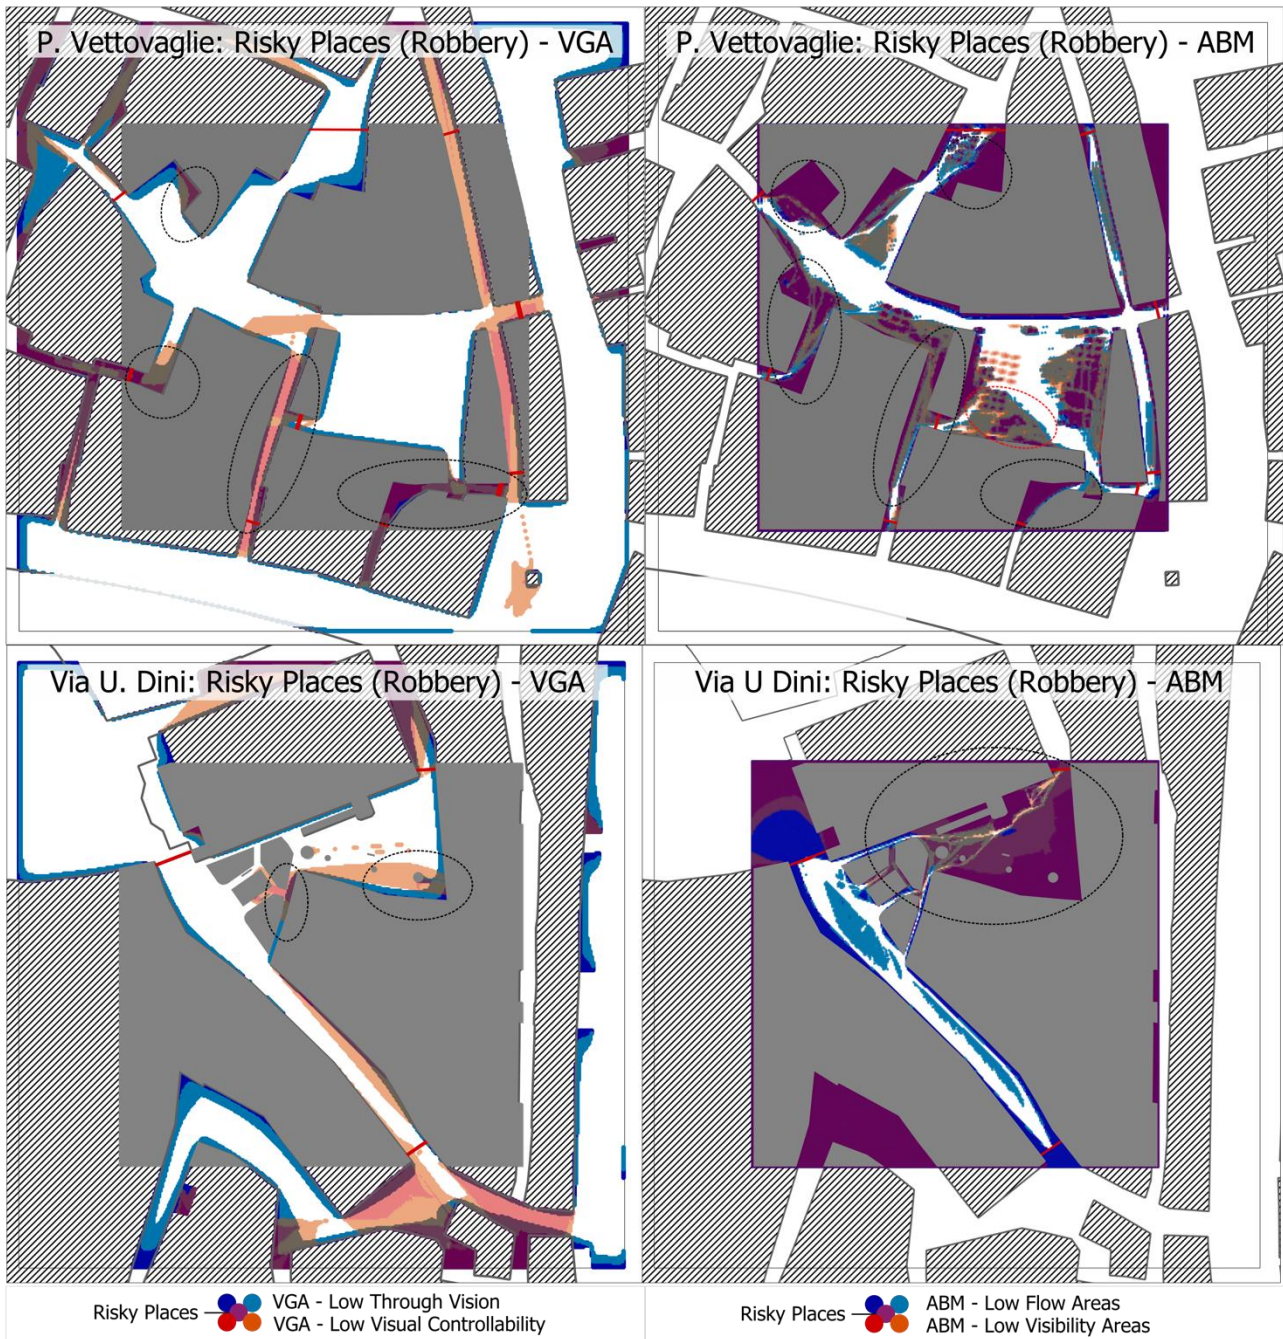 P. Vettovaglie: Risky Places (Robbery) - VGA
P. Vettovaglie: Risky Places (Robbery) - ABM
Via U. Dini: Risky Places (Robbery) - VGA
Via U Dini: Risky Places (Robbery) - ABM
Risky Places
VGA - Low Through Vision
VGA - Low Visual Controllability
Risky Places
ABM - Low Flow Areas
ABM - Low Visibility Areas